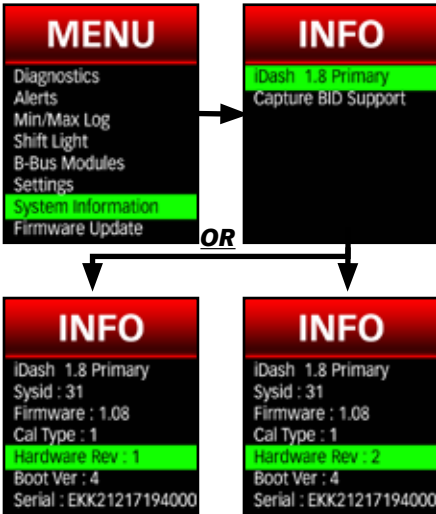 MENU
Diagnostics
Alerts
Min/Max Log
Shift Light
B-Bus Modules
Settings
System Information
Firmware Update
INFO
iDash 1.8 Primary
Capture BID Support
OR
INFO
iDash 1.8 Primary
Sysid : 31
Firmware : 1.08
Cal Type : 1
Hardware Rev : 1
Boot Ver : 4
Serial : EKK21217194000
INFO
iDash 1.8 Primary
Sysid : 31
Firmware : 1.08
Cal Type : 1
Hardware Rev : 2
Boot Ver : 4
Serial : EKK21217194000